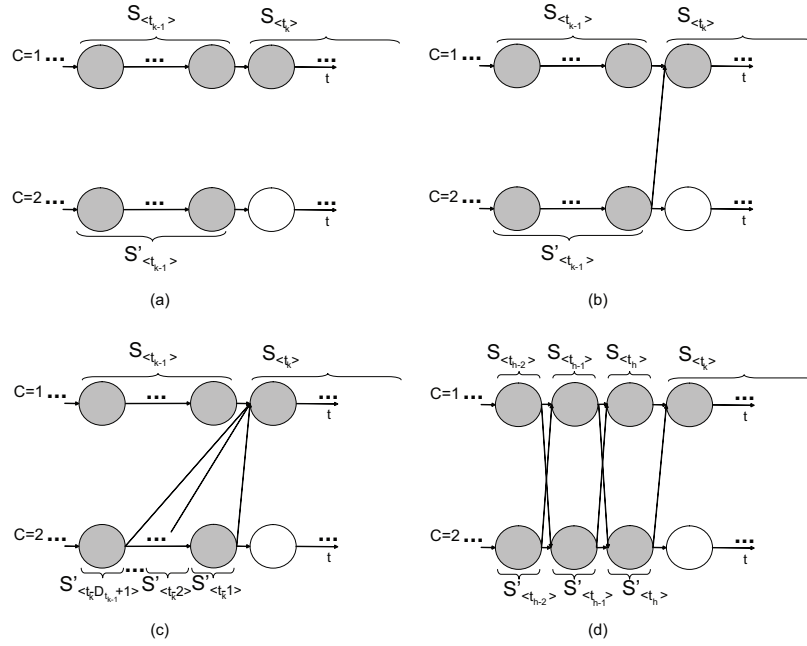 S<t_{k-1}> S<t_k> S<t_{k-1}> S<t_k>
C=1 ... ... ... C=1 ... ... ...
t t
C=2 ... ... ... C=2 ... ... ...
t t
S'<t_{k-1}> S'<t_{k-1}>
(a) (b)
S<t_{k-1}> S<t_k> S<t_{h-2}> S<t_{h-1}> S<t_h> S<t_k>
C=1 ... ... ... C=1 ... ...
t t
C=2 ... ... ... C=2 ... ...
t t
... S'<t_{h-2}> S'<t_{h-1}> S'<t_h>
S'<t_k-D_{t_{k-1}}+1> S'<t_k-2> S'<t_k-1>
(c) (d)